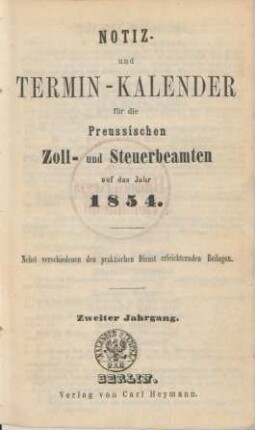 NOTIZ-
und
TERMIN-KALENDER
für die
Preussischen
Zoll- und Steuerbeamten
auf das Jahr
1854.
Nebst verschiedenen den praktischen Dienst erleichternden Beilagen.
Zweiter Jahrgang.
BERLIN.
Verlag von Carl Heymann.